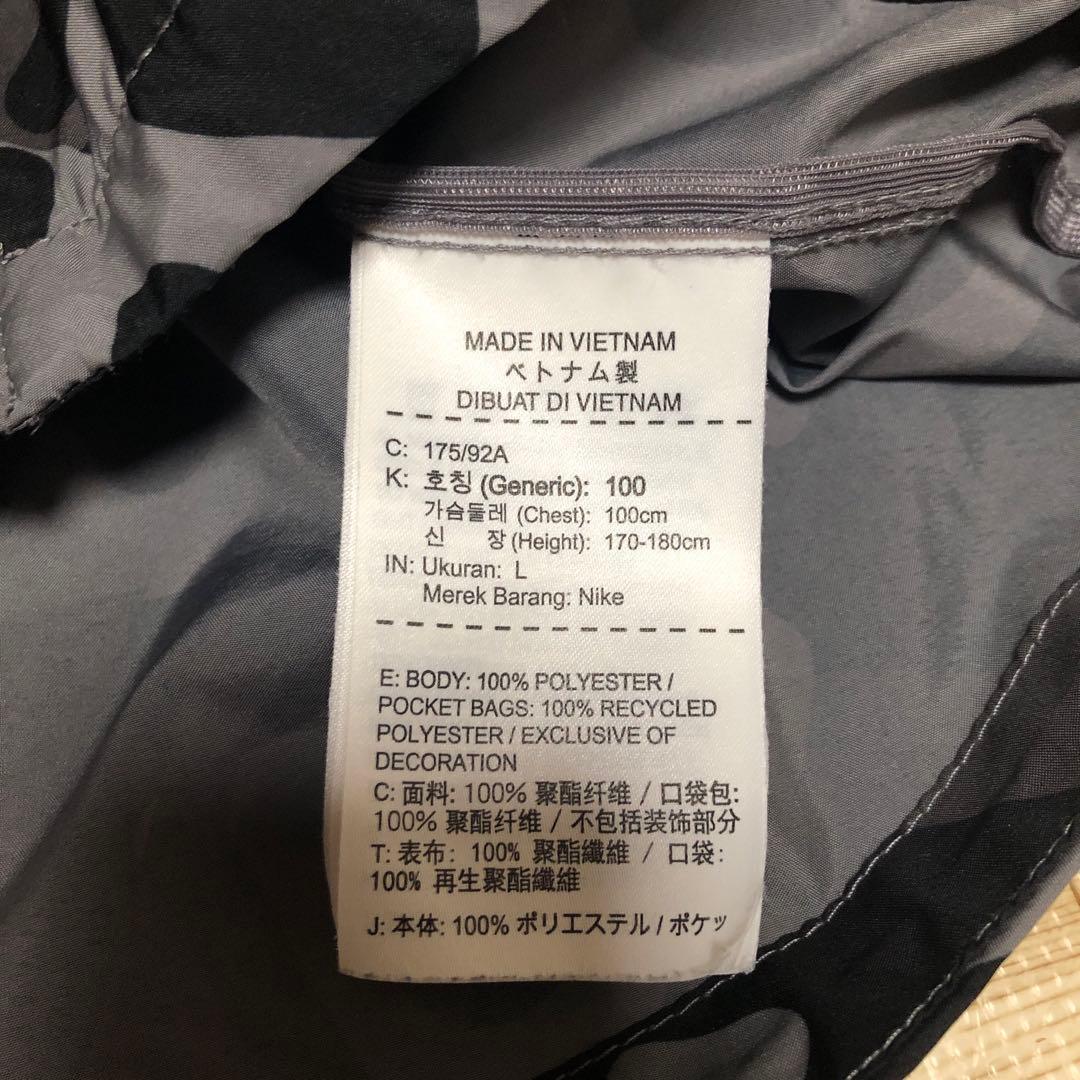 MADE IN VIETNAM
ベトナム製
DIBUAT DI VIETNAM
C: 175/92A
K: 호칭 (Generic): 100
가슴둘레 (Chest): 100cm
신 장 (Height): 170-180cm
IN: Ukuran: L
Merek Barang: Nike
E: BODY: 100% POLYESTER /
POCKET BAGS: 100% RECYCLED
POLYESTER / EXCLUSIVE OF
DECORATION
C: 面料: 100% 聚酯纤维 / 口袋包:
100% 聚酯纤维 / 不包括装饰部分
T: 表布: 100% 聚酯纖維 / 口袋:
100% 再生聚酯纖維
J: 本体: 100% ポリエステル / ポケッ